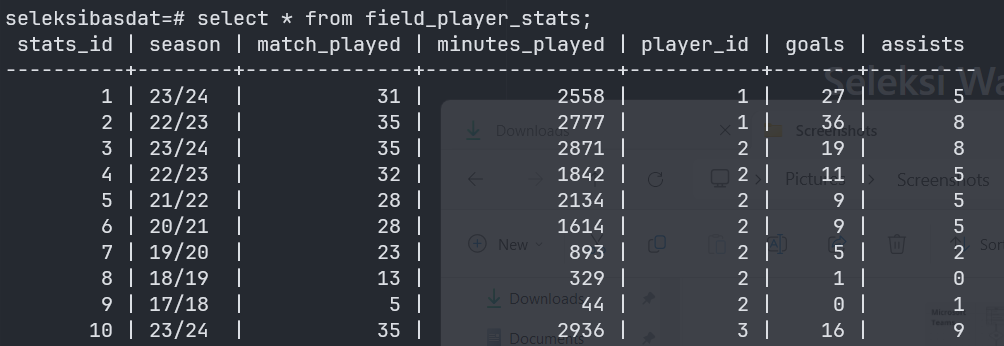 seleksibasdat=# select * from field_player_stats;
 stats_id | season | match_played | minutes_played | player_id | goals | assists
----------+--------+--------------+----------------+-----------+-------+---------
        1 | 23/24  |           31 |           2558 |         1 |    27 |       5
        2 | 22/23  |           35 |           2777 |         1 |    36 |       8
        3 | 23/24  |           35 |           2871 |         2 |    19 |       8
        4 | 22/23  |           32 |           1842 |         2 |    11 |       5
        5 | 21/22  |           28 |           2134 |         2 |     9 |       5
        6 | 20/21  |           28 |           1614 |         2 |     9 |       5
        7 | 19/20  |           23 |            893 |         2 |     5 |       2
        8 | 18/19  |           13 |            329 |         2 |     1 |       0
        9 | 17/18  |            5 |             44 |         2 |     0 |       1
       10 | 23/24  |           35 |           2936 |         3 |    16 |       9
Seleksi
Downloads
Screenshots
Pictures
Screenshots
New
Downloads
Documents